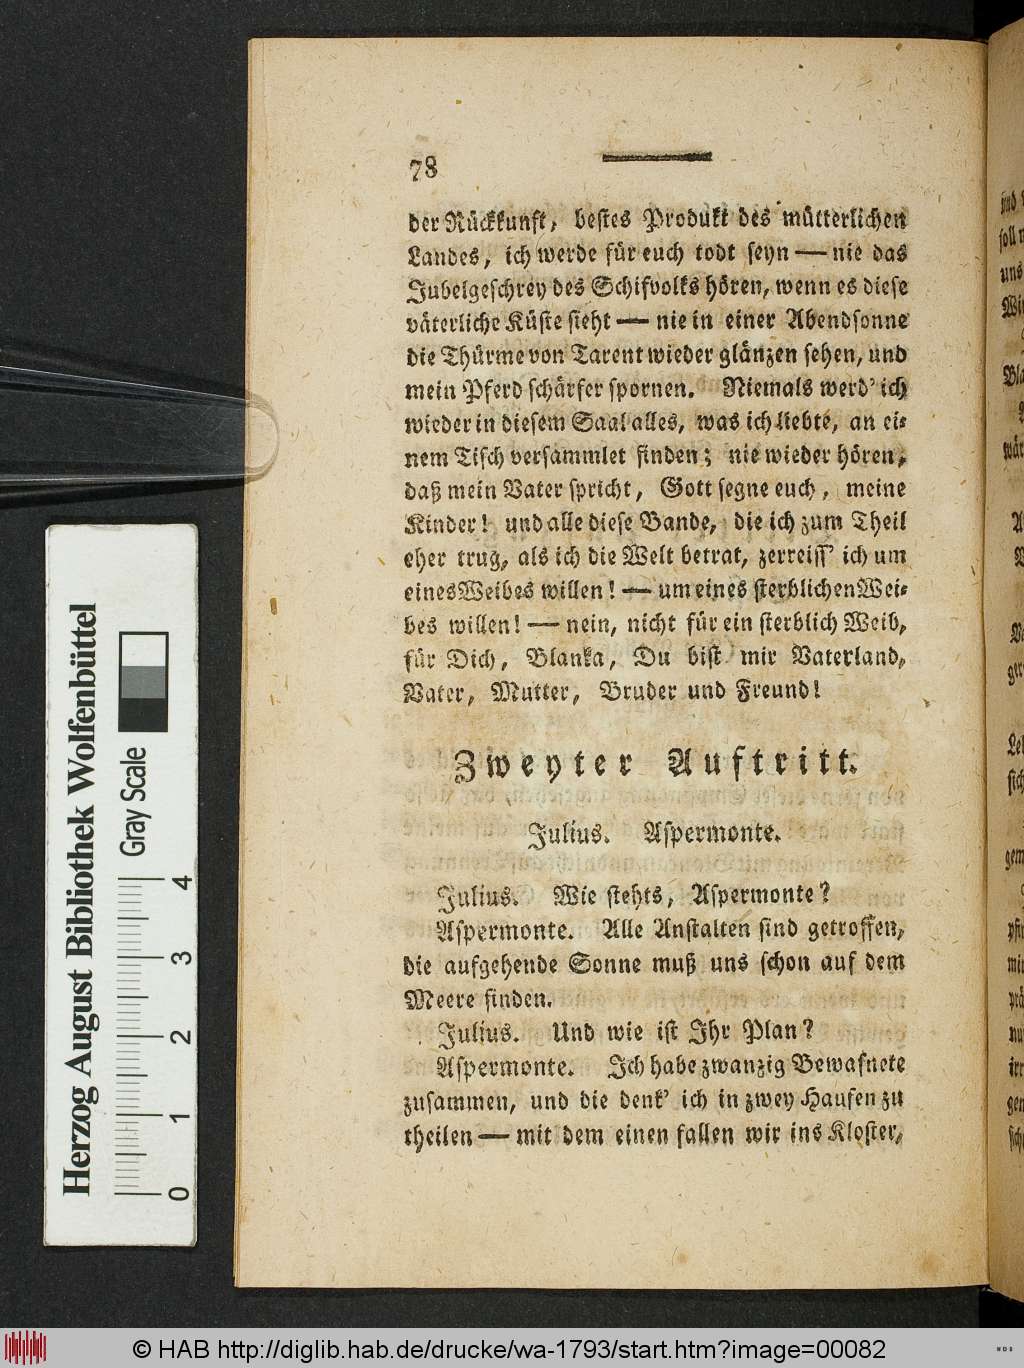 78
der Rückkunft, bestes Produkt des mütterlichen
Landes, ich werde für euch todt seyn — nie das
Jubelgeschrey des Schifvolks hören, wenn es diese
väterliche Küste sieht — nie in einer Abendsonne
die Thürme von Tarent wieder glänzen sehen, und
mein Pferd schärfer spornen. Niemals werd' ich
wieder in diesem Saal alles, was ich liebte, an ei-
nem Tisch versammlet finden; nie wieder hören,
daß mein Vater spricht, Gott segne euch, meine
Kinder! und alle diese Bande, die ich zum Theil
eher trug, als ich die Welt betrat, zerreiss' ich um
eines Weibes willen! — um eines sterblichen Wei-
bes willen! — nein, nicht für ein sterblich Weib,
für Dich, Blanka, Du bist mir Vaterland,
Vater, Mutter, Bruder und Freund!
Zweyter Auftritt.
Julius. Aspermonte.
Julius. Wie stehts, Aspermonte?
Aspermonte. Alle Anstalten sind getroffen,
die aufgehende Sonne muß uns schon auf dem
Meere finden.
Julius. Und wie ist Ihr Plan?
Aspermonte. Ich habe zwanzig Bewafnete
zusammen, und die denk' ich in zwey Haufen zu
theilen — mit dem einen fallen wir ins Kloster,
Herzog August Bibliothek Wolfenbüttel
Gray Scale
0 1 2 3 4
© HAB http://diglib.hab.de/drucke/wa-1793/start.htm?image=00082